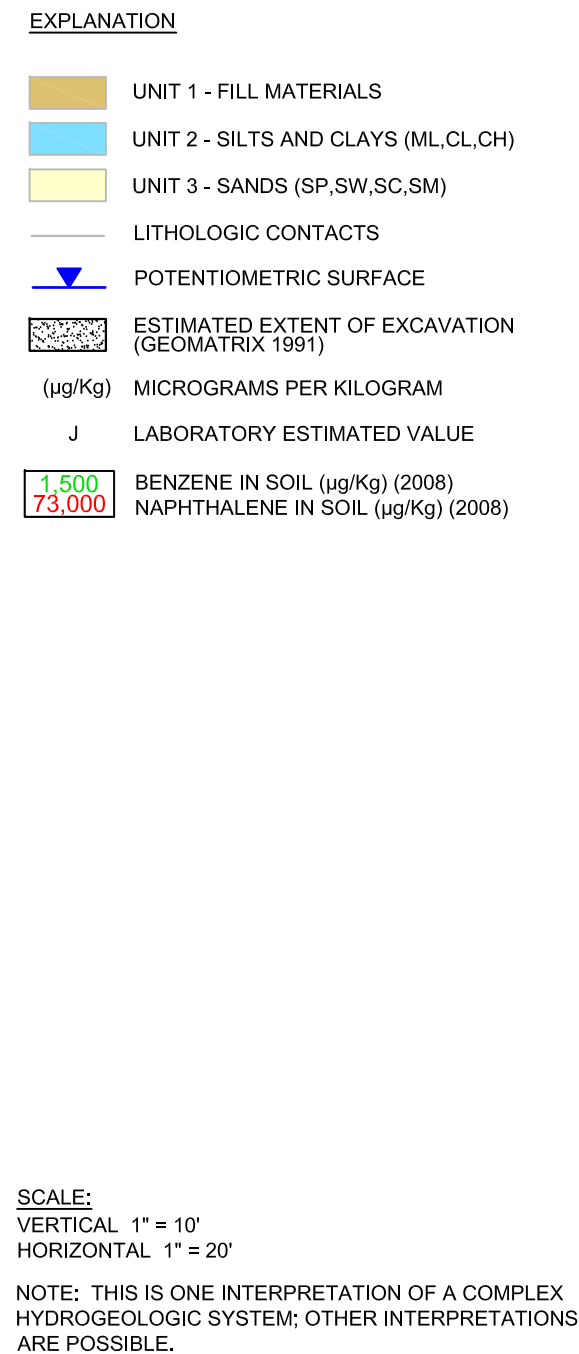 EXPLANATION
UNIT 1 - FILL MATERIALS
UNIT 2 - SILTS AND CLAYS (ML,CL,CH)
UNIT 3 - SANDS (SP,SW,SC,SM)
LITHOLOGIC CONTACTS
POTENTIOMETRIC SURFACE
ESTIMATED EXTENT OF EXCAVATION
(GEOMATRIX 1991)
(µg/Kg) MICROGRAMS PER KILOGRAM
J LABORATORY ESTIMATED VALUE
1,500 BENZENE IN SOIL (µg/Kg) (2008)
73,000 NAPHTHALENE IN SOIL (µg/Kg) (2008)
SCALE:
VERTICAL 1" = 10'
HORIZONTAL 1" = 20'
NOTE: THIS IS ONE INTERPRETATION OF A COMPLEX
HYDROGEOLOGIC SYSTEM; OTHER INTERPRETATIONS
ARE POSSIBLE.